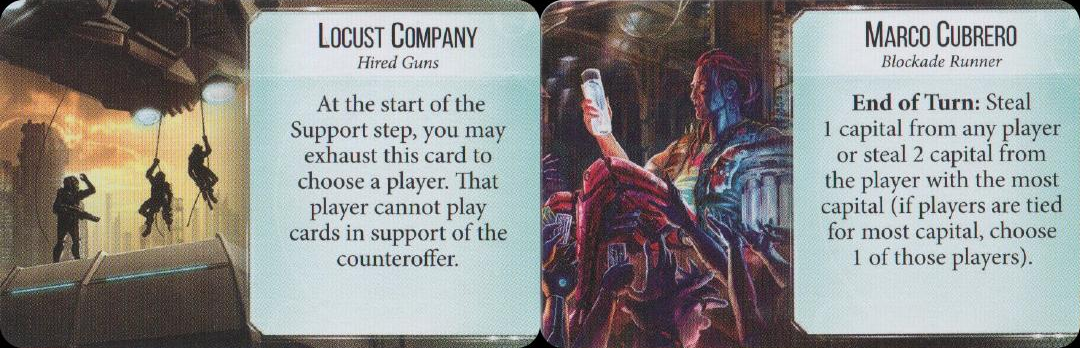 Locust Company
Hired Guns
At the start of the
Support step, you may
exhaust this card to
choose a player. That
player cannot play
cards in support of the
counteroffer.
Marco Cubrero
Blockade Runner
End of Turn: Steal
1 capital from any player
or steal 2 capital from
the player with the most
capital (if players are tied
for most capital, choose
1 of those players).